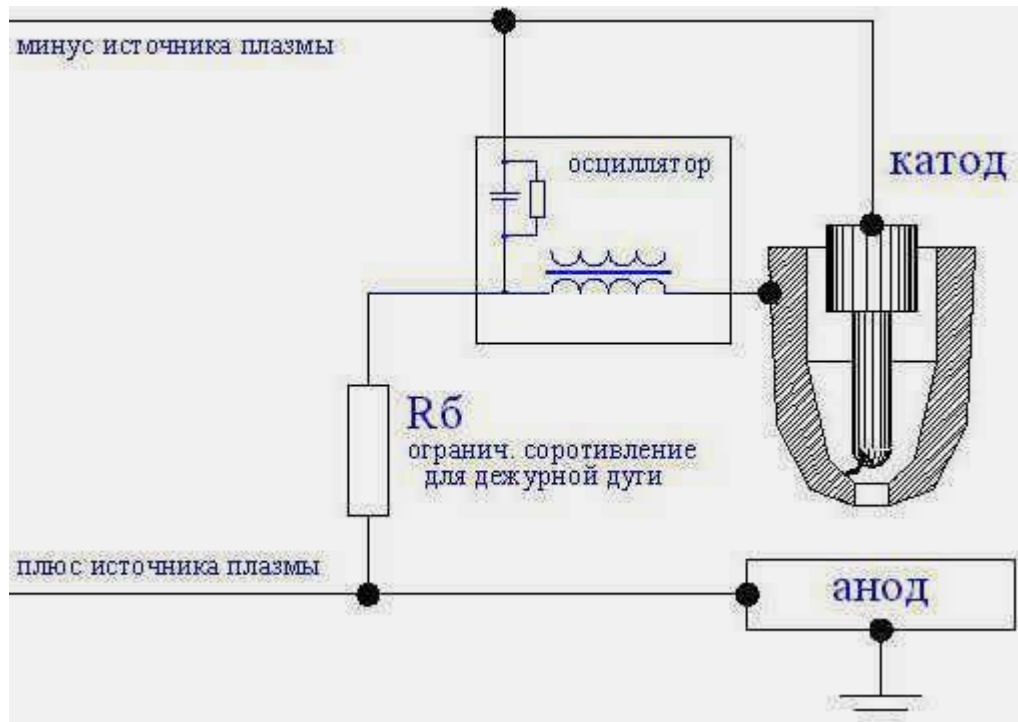 минус источника плазмы
осциллятор
катод
Rб
огранич. соротивление
для дежурной дуги
плюс источника плазмы
анод